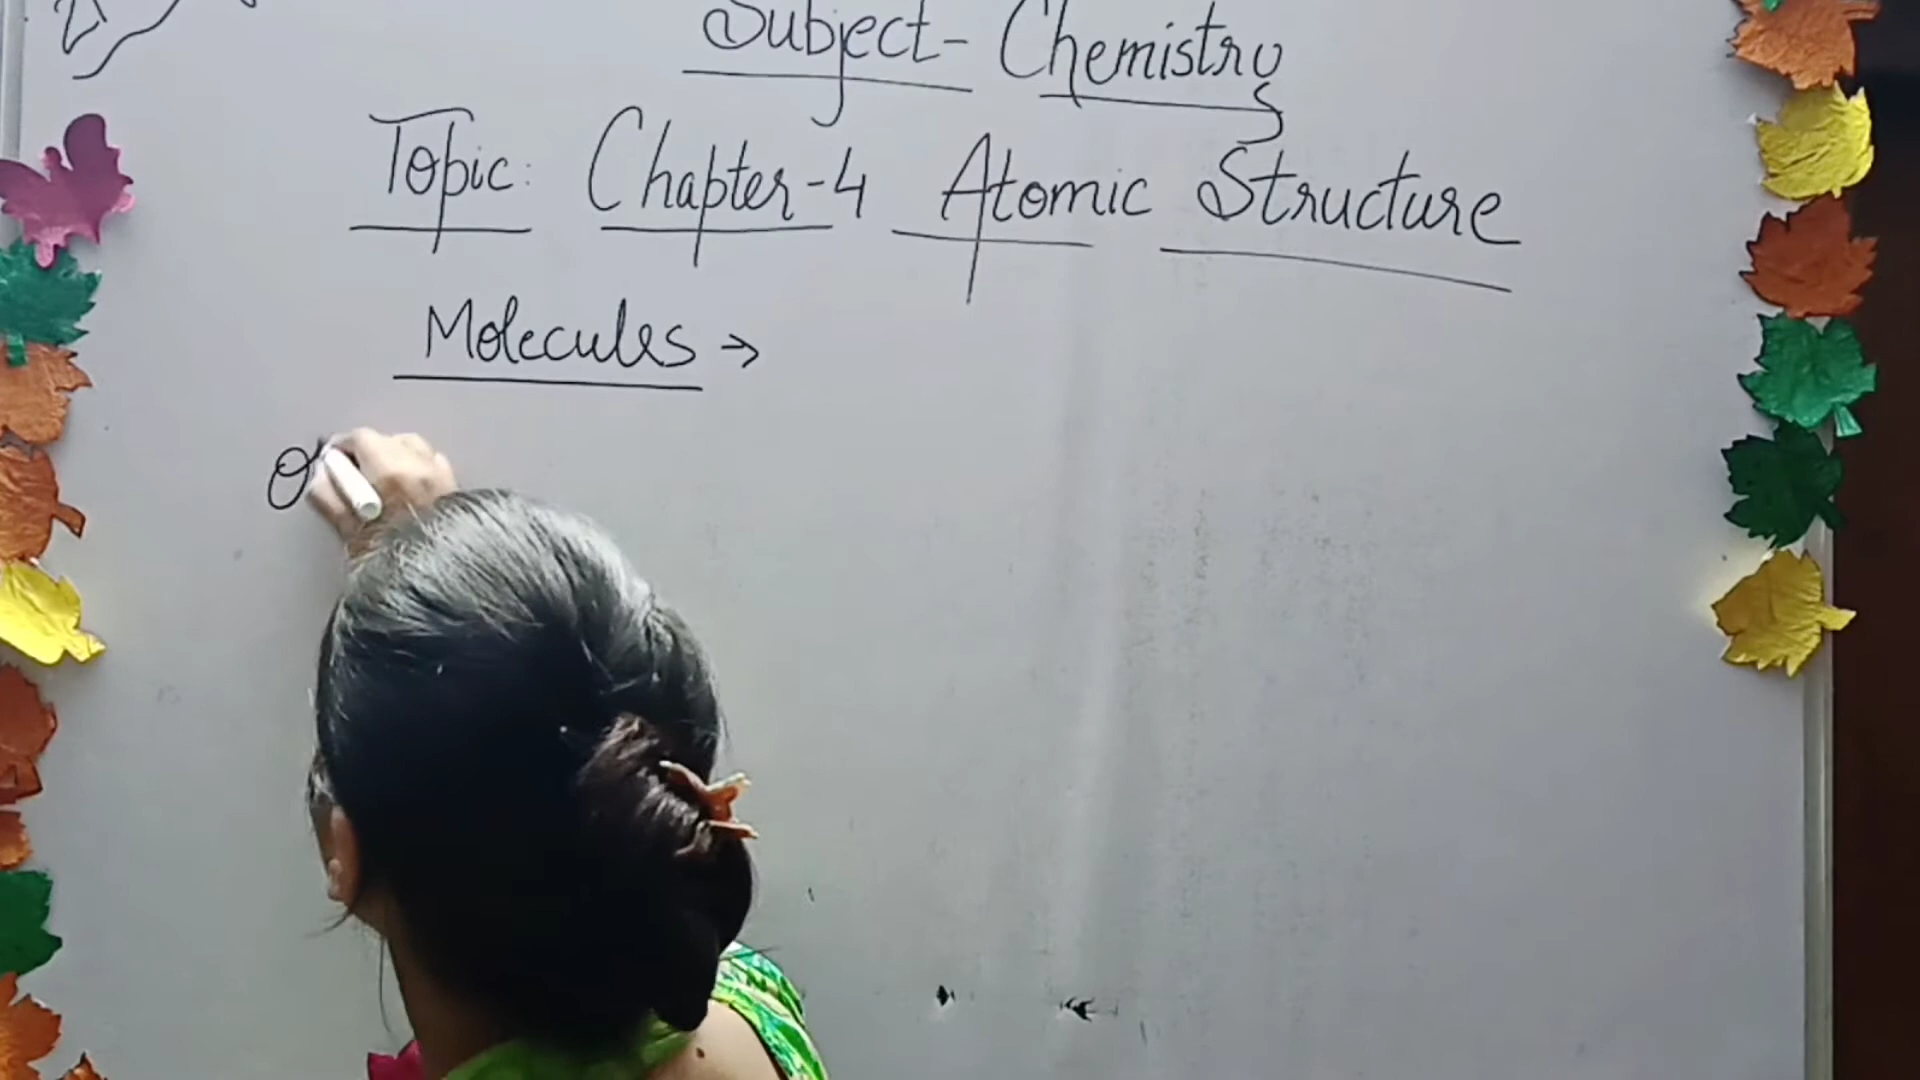 Subject- Chemistry
Topic: Chapter-4 Atomic Structure
Molecules →